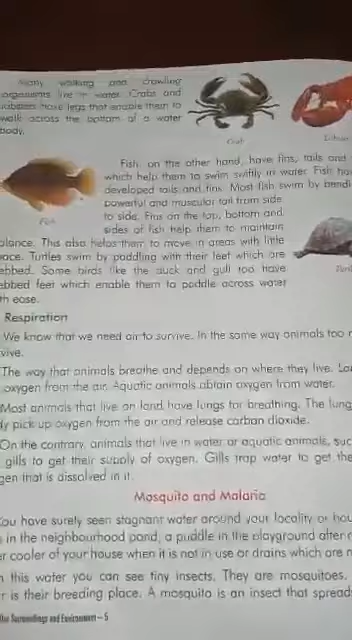 Many walking and crawling
organisms live in water. Crabs and
lobsters have legs that enable them to
walk across the bottom of a water
body.
Crab
Fish, on the other hand, have fins, tails and
which help them to swim swiftly in water. Fish ha
developed tails and fins. Most fish swim by bendi
powerful and muscular tail from side
to side. Fins on the top, bottom and
sides of fish help them to maintain
Fish
alance. This also helps them to move in areas with little
pace. Turtles swim by paddling with their feet which are
ebbed. Some birds like the duck and gull too have
ebbed feet which enable them to paddle across water
th ease.
Turtl
Respiration
We know that we need air to survive. In the same way animals too
vive.
The way that animals breathe and depends on where they live. La
oxygen from the air. Aquatic animals obtain oxygen from water.
Most animals that live on land have lungs for breathing. The lung
dy pick up oxygen from the air and release carbon dioxide.
On the contrary, animals that live in water or aquatic animals, suc
gills to get their supply of oxygen. Gills trap water to get the
gen that is dissolved in it.
Mosquito and Malaria
You have surely seen stagnant water around your locality or hou
in the neighbourhood pond, a puddle in the playground after
er cooler of your house when it is not in use or drains which are
n this water you can see tiny insects. They are mosquitoes.
r is their breeding place. A mosquito is an insect that spread
The Surroundings and Environment – 5